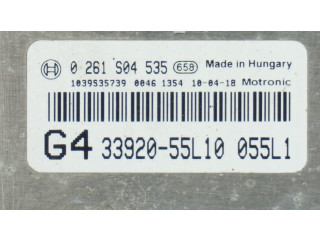 0 261 S04 535 658 Made in Hungary
1039S35739 0046 1354 10-04-18 Motronic
G4 33920-55L10 055L1